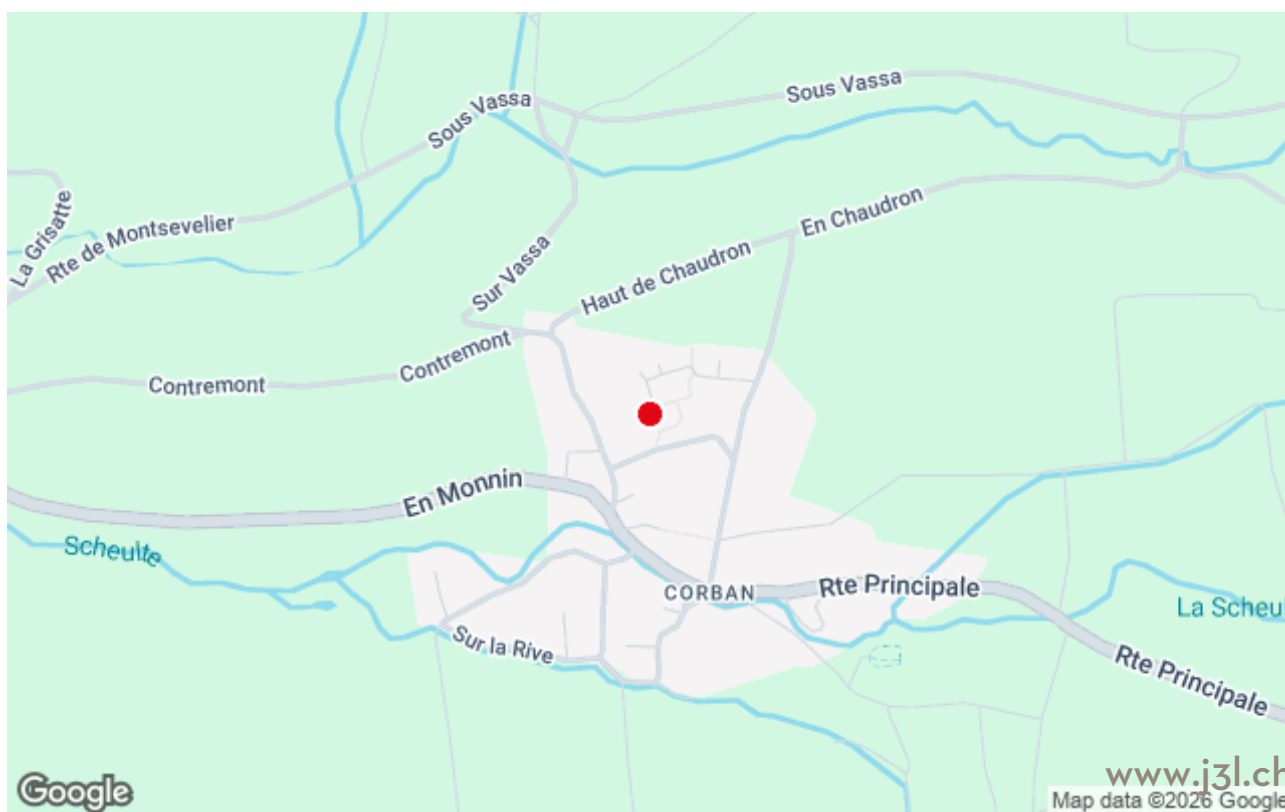 Sous Vassa
Sous Vassa
La Grisatte
Rte de Montsevelier
En Chaudron
Sur Vassa
Haut de Chaudron
Contremont
Contremont
En Monnin
Scheulte
CORBAN
Rte Principale
La Scheul
Sur la Rive
Rte Principale
www.j3l.ch
Google
Map data ©2026 Google